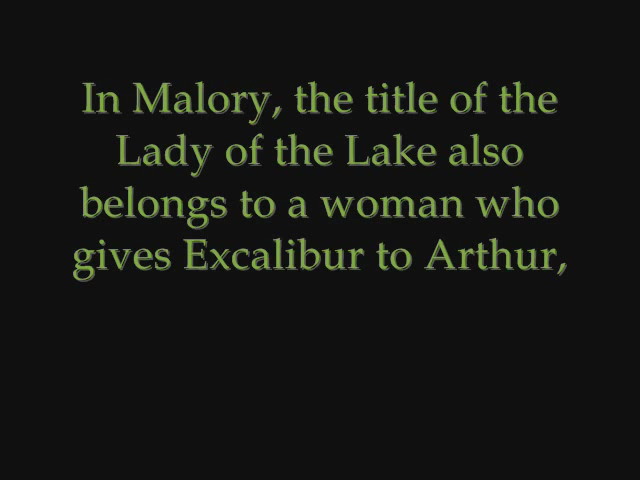 In Malory, the title of the
Lady of the Lake also
belongs to a woman who
gives Excalibur to Arthur,